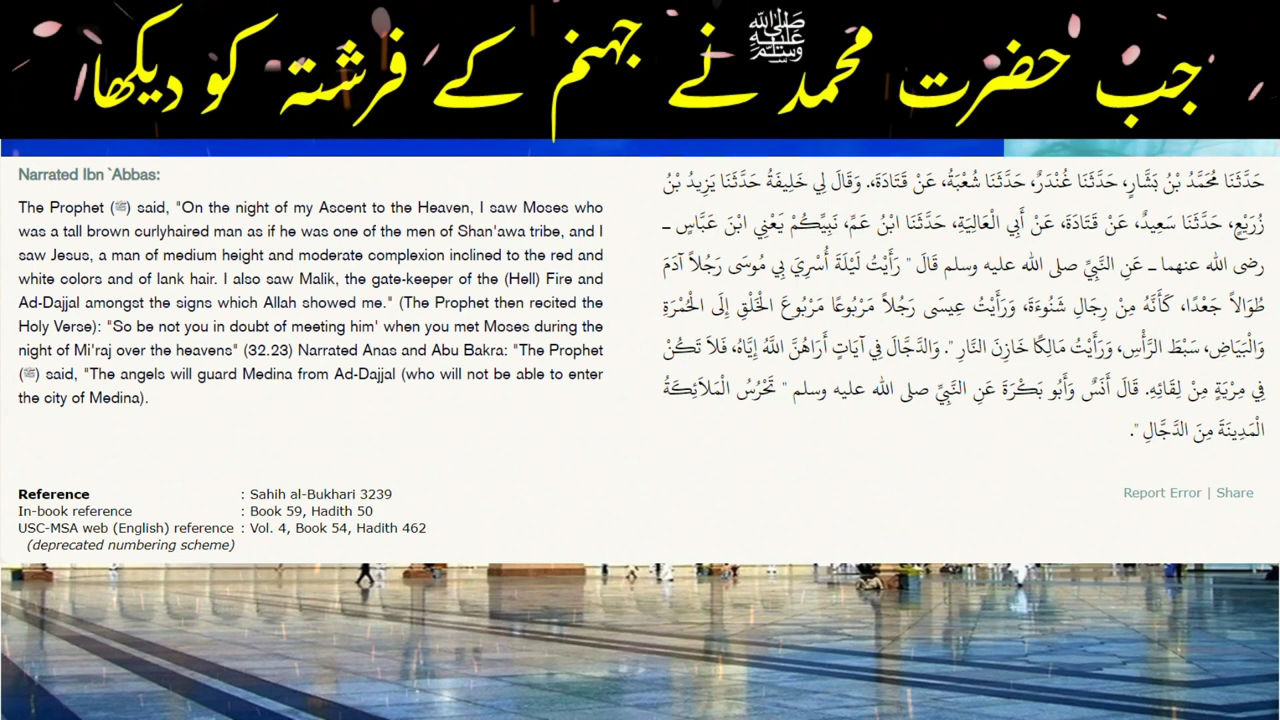 جب حضرت محمد ﷺ نے جہنم کے فرشتہ کو دیکھا
Narrated Ibn `Abbas:
The Prophet (ﷺ) said, "On the night of my Ascent to the Heaven, I saw Moses who
was a tall brown curlyhaired man as if he was one of the men of Shan'awa tribe, and I
saw Jesus, a man of medium height and moderate complexion inclined to the red and
white colors and of lank hair. I also saw Malik, the gate-keeper of the (Hell) Fire and
Ad-Dajjal amongst the signs which Allah showed me." (The Prophet then recited the
Holy Verse): "So be not you in doubt of meeting him' when you met Moses during the
night of Mi'raj over the heavens" (32.23) Narrated Anas and Abu Bakra: "The Prophet
(ﷺ) said, "The angels will guard Medina from Ad-Dajjal (who will not be able to enter
the city of Medina).
حَدَّثَنَا مُحَمَّدُ بْنُ بَشَّارٍ، حَدَّثَنَا غُنْدَرٌ، حَدَّثَنَا شُعْبَةُ، عَنْ قَتَادَةَ،. وَقَالَ لِي خَلِيفَةُ حَدَّثَنَا يَزِيدُ بْنُ
زُرَيْعٍ، حَدَّثَنَا سَعِيدٌ، عَنْ قَتَادَةَ، عَنْ أَبِي الْعَالِيَةِ، حَدَّثَنَا ابْنُ عَمِّ، نَبِيِّكُمْ يَعْنِي ابْنَ عَبَّاسٍ ـ
رضى الله عنهما ـ عَنِ النَّبِيِّ صلى الله عليه وسلم قَالَ " رَأَيْتُ لَيْلَةَ أُسْرِيَ بِي مُوسَى رَجُلاً آدَمَ
طُوَالاً جَعْدًا، كَأَنَّهُ مِنْ رِجَالِ شَنُوءَةَ، وَرَأَيْتُ عِيسَى رَجُلاً مَرْبُوعًا مَرْبُوعَ الْخَلْقِ إِلَى الْحُمْرَةِ
وَالْبَيَاضِ، سَبْطَ الرَّأْسِ، وَرَأَيْتُ مَالِكًا خَازِنَ النَّارِ ". وَالدَّجَّالَ فِي آيَاتٍ أَرَاهُنَّ اللَّهُ إِيَّاهُ، فَلاَ تَكُنْ
فِي مِرْيَةٍ مِنْ لِقَائِهِ. قَالَ أَنَسٌ وَأَبُو بَكْرَةَ عَنِ النَّبِيِّ صلى الله عليه وسلم " تَحْرُسُ الْمَلاَئِكَةُ
الْمَدِينَةَ مِنَ الدَّجَّالِ ".
Reference : Sahih al-Bukhari 3239
In-book reference : Book 59, Hadith 50
USC-MSA web (English) reference : Vol. 4, Book 54, Hadith 462
(deprecated numbering scheme)
Report Error | Share